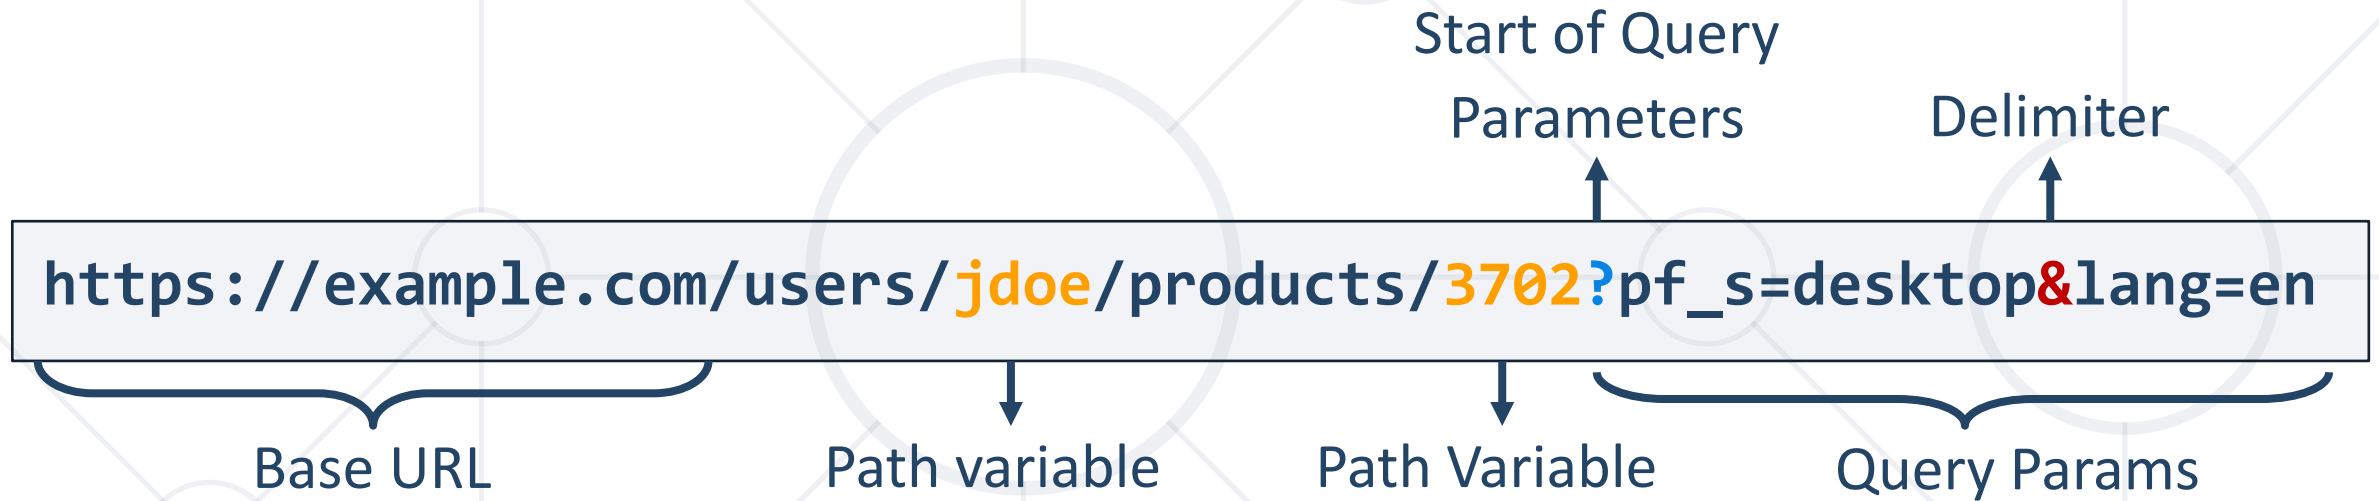 Start of Query
Parameters
Delimiter
https://example.com/users/jdoe/products/3702?pf_s=desktop&lang=en
Base URL
Path variable
Path Variable
Query Params